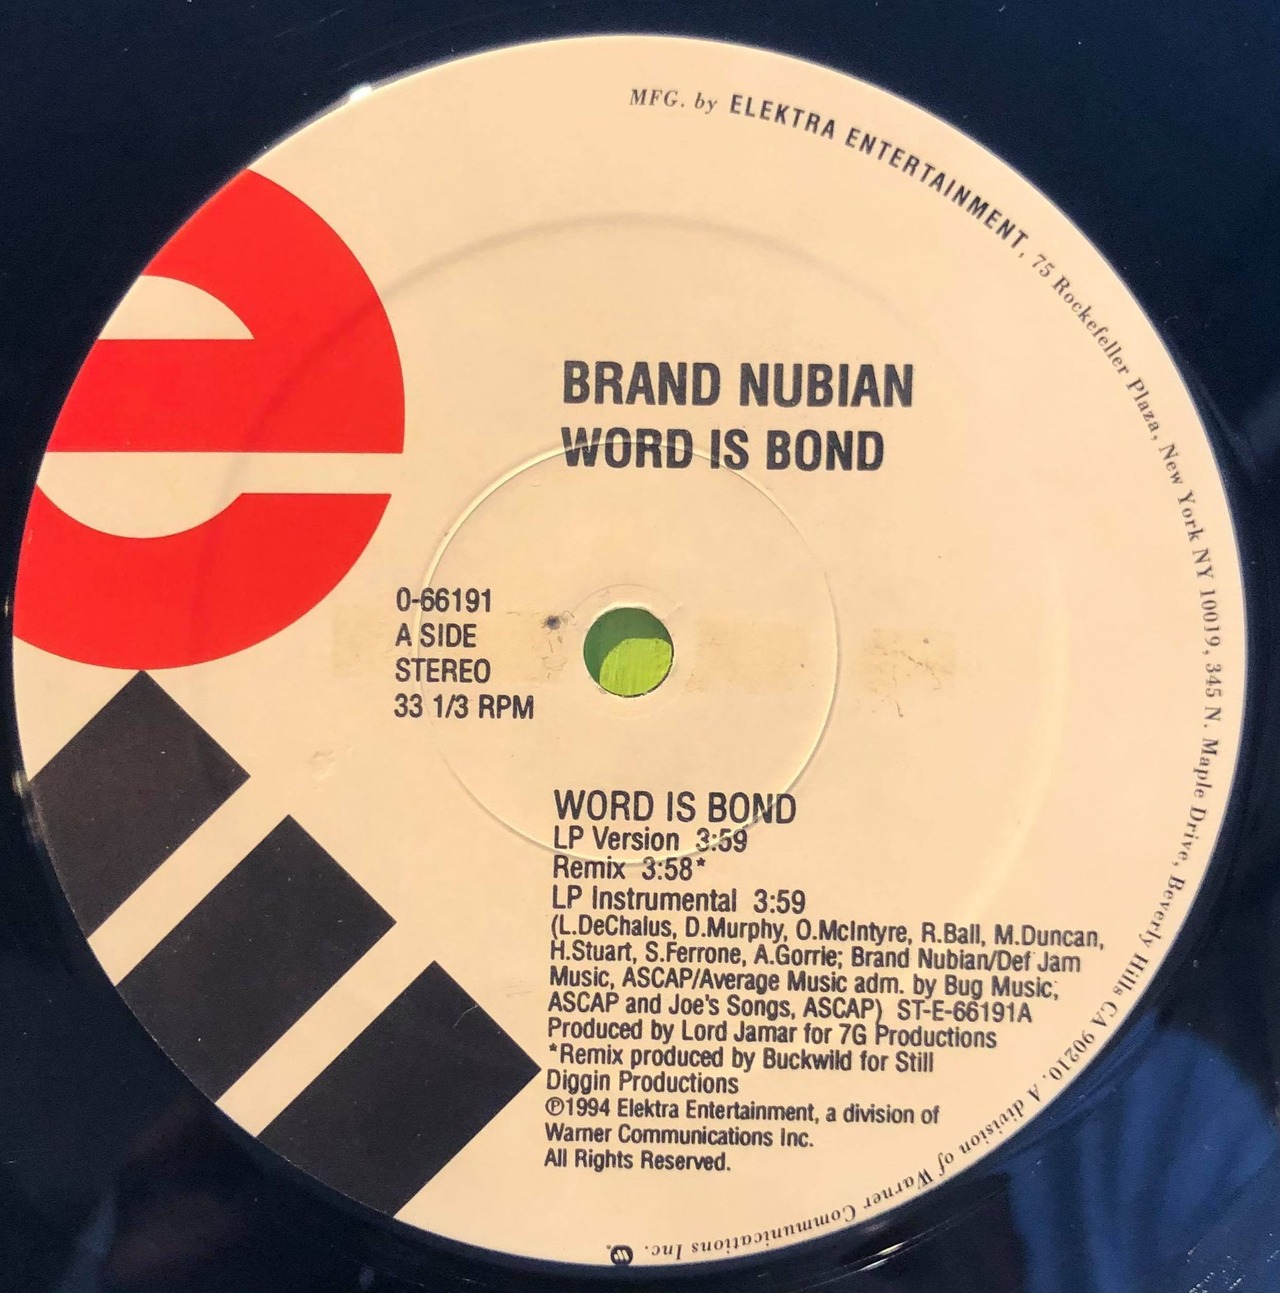 MFG. by ELEKTRA ENTERTAINMENT, 75 Rockefeller Plaza, New York NY 10019, 345 N. Maple Drive, Beverly Hills CA 90210. A division of Warner Communications Inc.
e
BRAND NUBIAN
WORD IS BOND
0-66191
A SIDE
STEREO
33 1/3 RPM
WORD IS BOND
LP Version 3:59
Remix 3:58*
LP Instrumental 3:59
(L.DeChalus, D.Murphy, O.McIntyre, R.Ball, M.Duncan,
H.Stuart, S.Ferrone, A.Gorrie; Brand Nubian/Def Jam
Music, ASCAP/Average Music adm. by Bug Music;
ASCAP and Joe's Songs, ASCAP) ST-E-66191A
Produced by Lord Jamar for 7G Productions
*Remix produced by Buckwild for Still
Diggin Productions
℗1994 Elektra Entertainment, a division of
Warner Communications Inc.
All Rights Reserved.